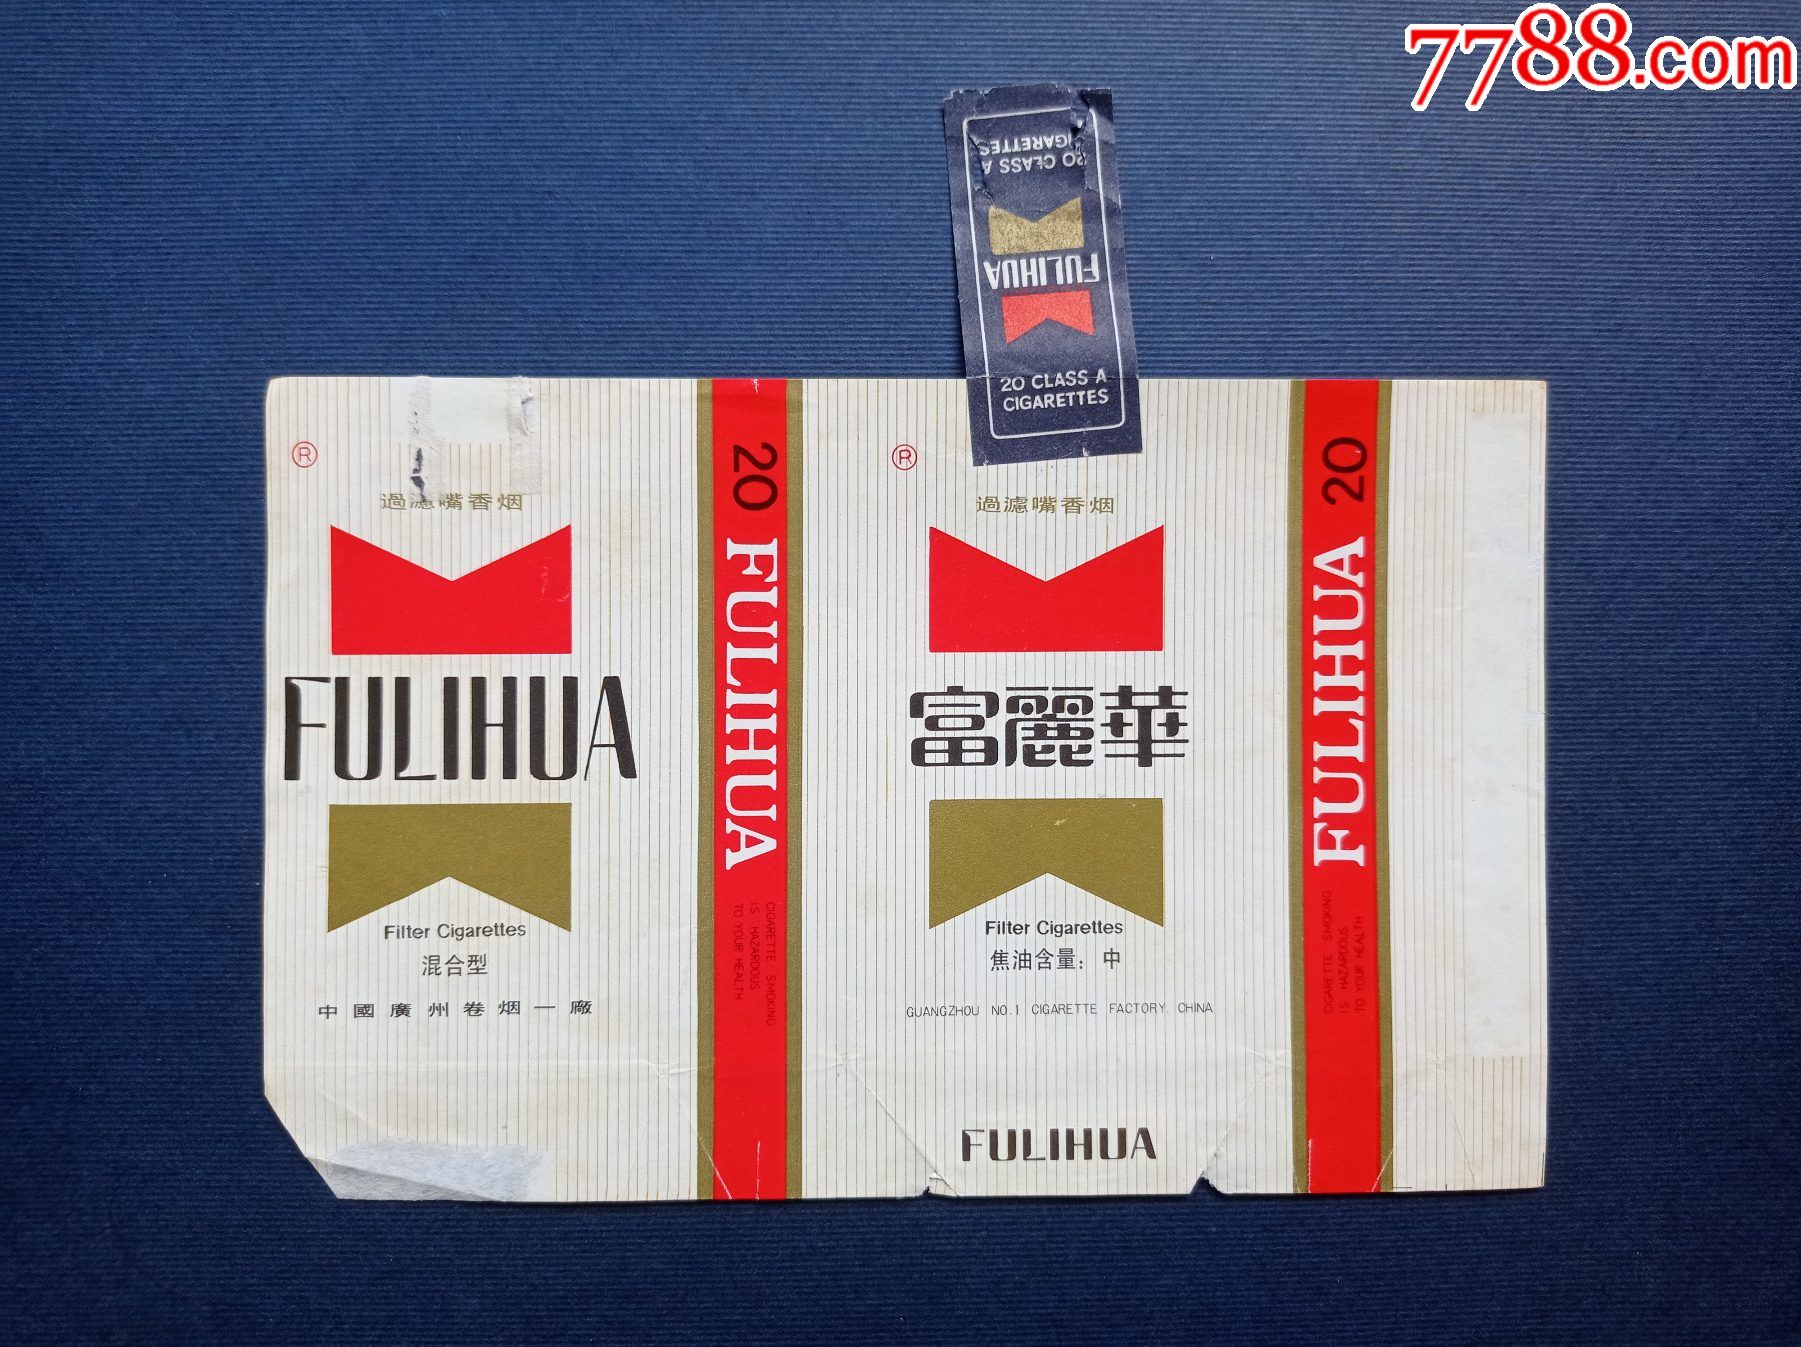 7788.com
20 CLASS A
CIGARETTES
FULIHUA
20 CLASS A
CIGARETTES
®
過濾嘴香烟
FULIHUA
Filter Cigarettes
混合型
中國廣州卷烟一廠
20 FULIHUA
CIGARETTE SMOKING
IS HAZARDOUS
TO YOUR HEALTH
®
過濾嘴香烟
富麗華
Filter Cigarettes
焦油含量：中
GUANGZHOU NO.1 CIGARETTE FACTORY. CHINA
FULIHUA
FULIHUA 20
CIGARETTE SMOKING
IS HAZARDOUS
TO YOUR HEALTH